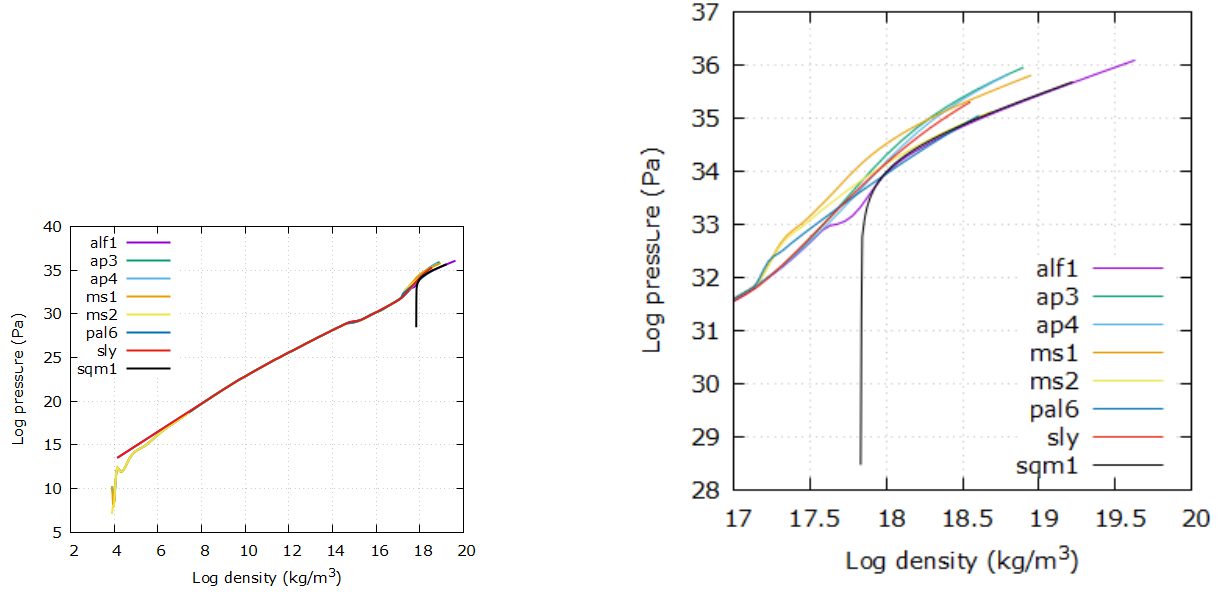 40
35
30
25
20
15
10
5
2 4 6 8 10 12 14 16 18 20
Log pressure (Pa)
Log density (kg/m³)
alf1
ap3
ap4
ms1
ms2
pal6
sly
sqm1
37
36
35
34
33
32
31
30
29
28
17 17.5 18 18.5 19 19.5 20
Log pressure (Pa)
Log density (kg/m³)
alf1
ap3
ap4
ms1
ms2
pal6
sly
sqm1